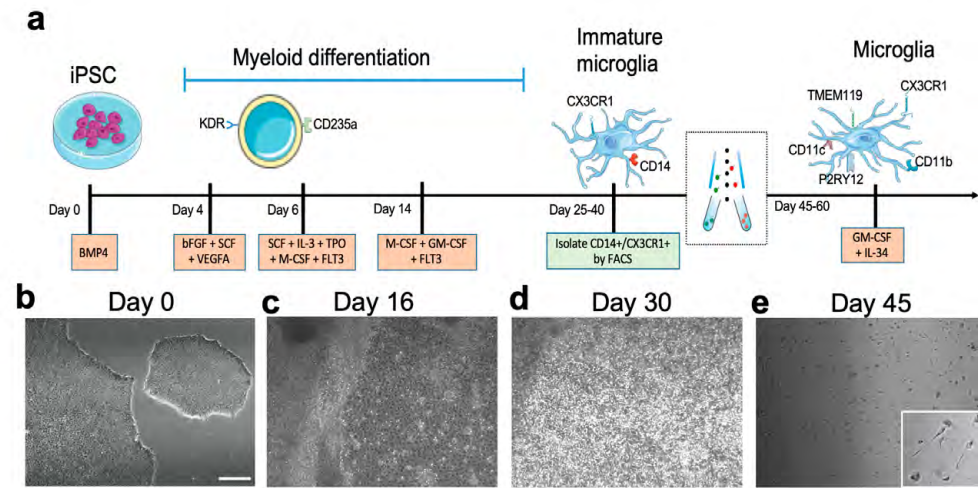 a
iPSC
Myeloid differentiation
Immature
microglia
Microglia
KDR
CD235a
CX3CR1
CD14
TMEM119
CX3CR1
CD11c
CD11b
P2RY12
Day 0
Day 4
Day 6
Day 14
Day 25-40
Day 45-60
BMP4
bFGF + SCF
+ VEGFA
SCF + IL-3 + TPO
+ M-CSF + FLT3
M-CSF + GM-CSF
+ FLT3
Isolate CD14+/CX3CR1+
by FACS
GM-CSF
+ IL-34
b Day 0
c Day 16
d Day 30
e Day 45